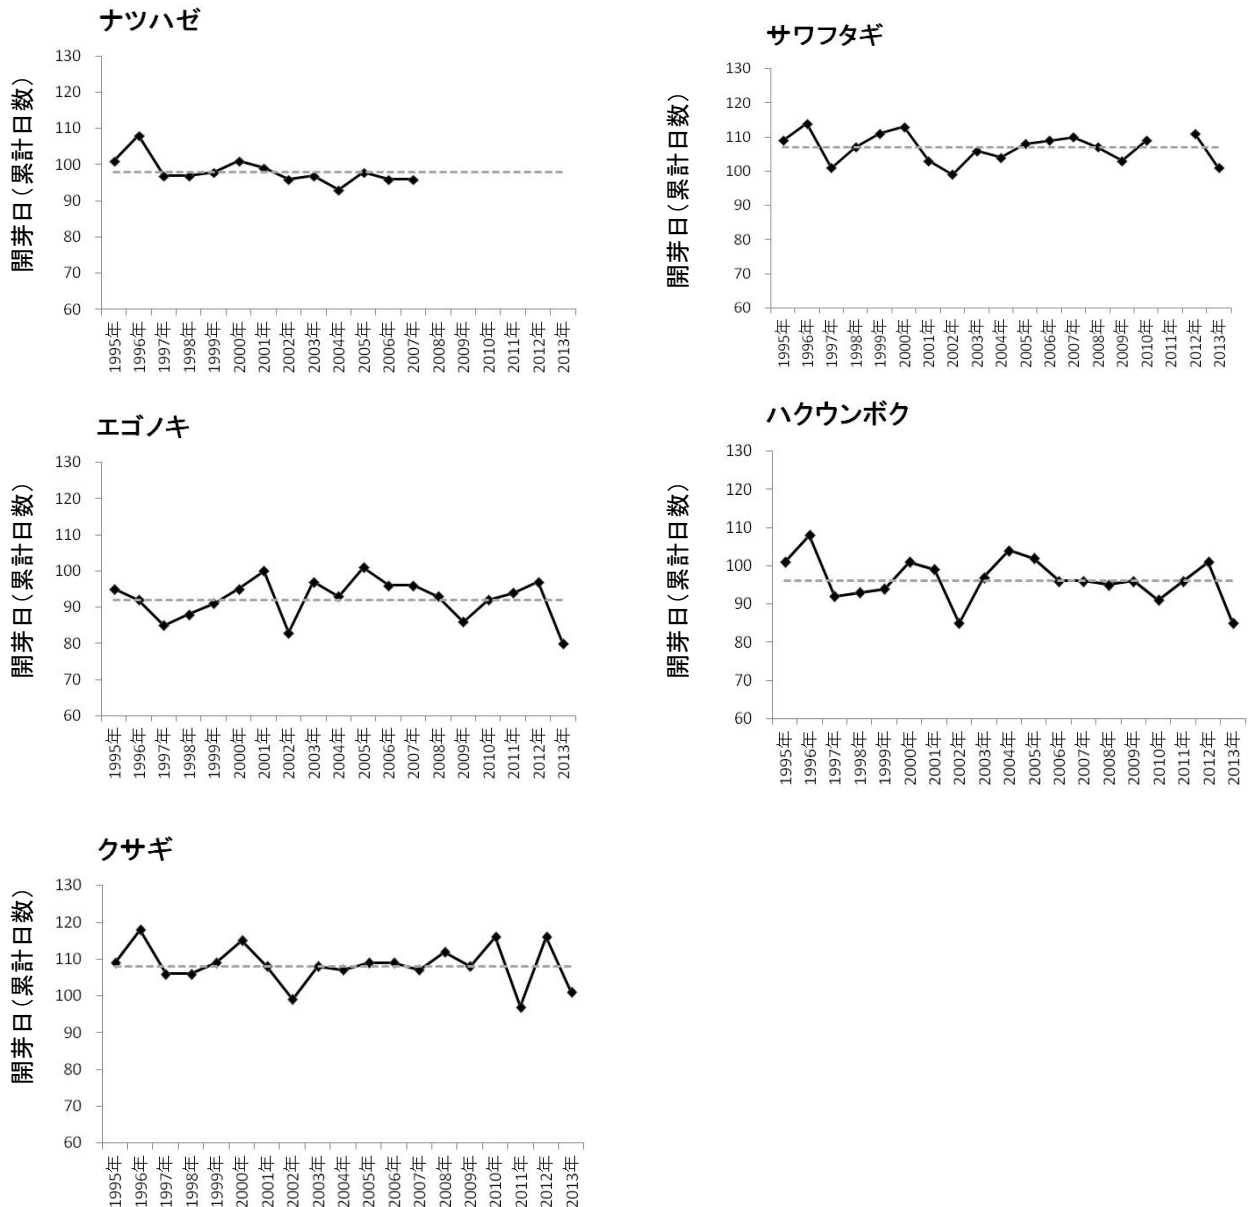 ナツハゼ
開芽日(累計日数)
130
120
110
100
90
80
70
60
1995年
1996年
1997年
1998年
1999年
2000年
2001年
2002年
2003年
2004年
2005年
2006年
2007年
2008年
2009年
2010年
2011年
2012年
2013年
サワフタギ
開芽日(累計日数)
130
120
110
100
90
80
70
60
1995年
1996年
1997年
1998年
1999年
2000年
2001年
2002年
2003年
2004年
2005年
2006年
2007年
2008年
2009年
2010年
2011年
2012年
2013年
エゴノキ
開芽日(累計日数)
130
120
110
100
90
80
70
60
1995年
1996年
1997年
1998年
1999年
2000年
2001年
2002年
2003年
2004年
2005年
2006年
2007年
2008年
2009年
2010年
2011年
2012年
2013年
ハクウンボク
開芽日(累計日数)
130
120
110
100
90
80
70
60
1995年
1996年
1997年
1998年
1999年
2000年
2001年
2002年
2003年
2004年
2005年
2006年
2007年
2008年
2009年
2010年
2011年
2012年
2013年
クサギ
開芽日(累計日数)
130
120
110
100
90
80
70
60
1995年
1996年
1997年
1998年
1999年
2000年
2001年
2002年
2003年
2004年
2005年
2006年
2007年
2008年
2009年
2010年
2011年
2012年
2013年